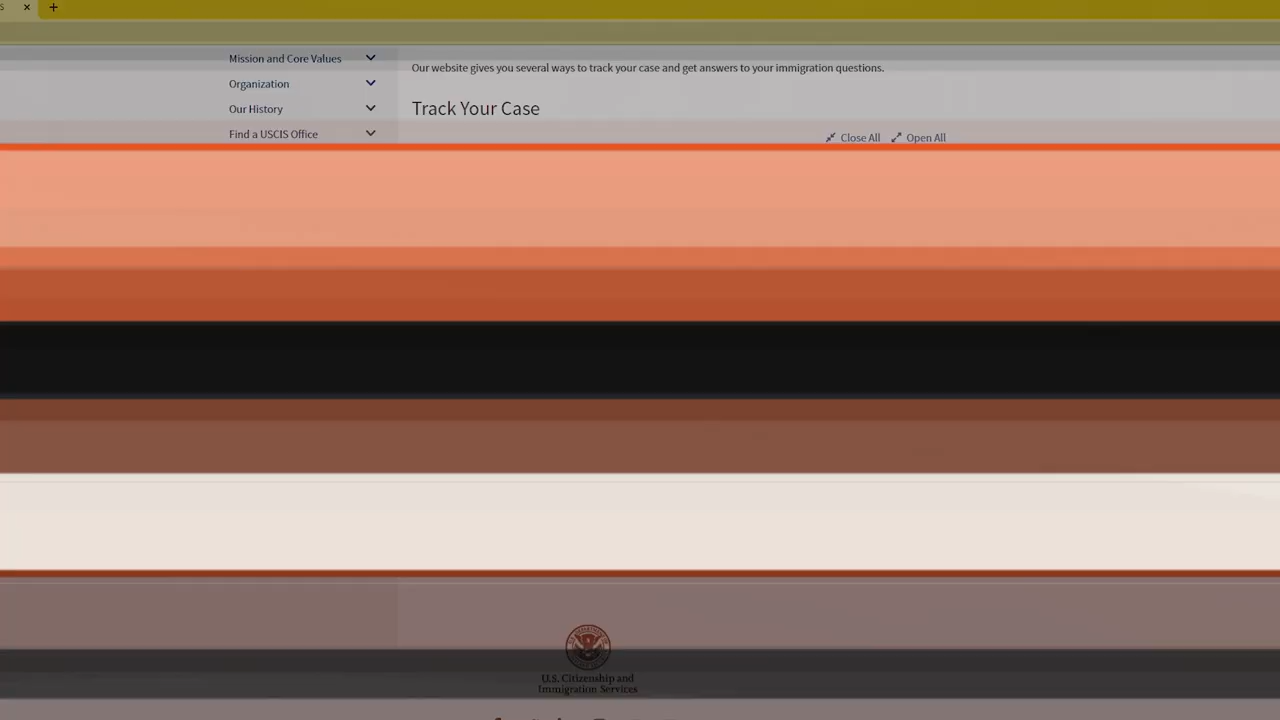 Mission and Core Values
Organization
Our History
Find a USCIS Office
Our website gives you several ways to track your case and get answers to your immigration questions.
Track Your Case
Close All Open All
U.S. Citizenship and
Immigration Services